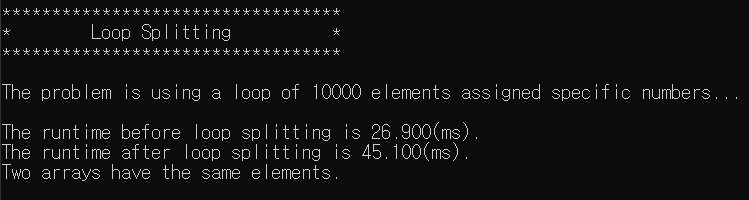 **********************************
*        Loop Splitting          *
**********************************
The problem is using a loop of 10000 elements assigned specific numbers...
The runtime before loop splitting is 26.900(ms).
The runtime after loop splitting is 45.100(ms).
Two arrays have the same elements.